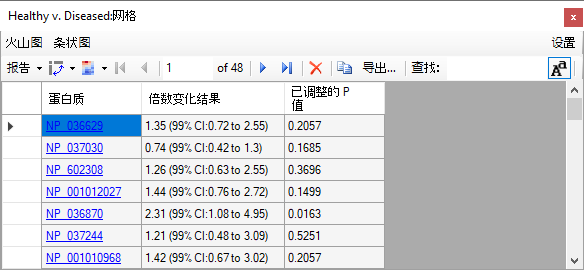 Healthy v. Diseased:网格
火山图 条状图 设置
报告 1 of 48 导出... 查找: Aa
蛋白质 倍数变化结果 已调整的 P 值
NP_036629 1.35 (99% CI:0.72 to 2.55) 0.2057
NP_037030 0.74 (99% CI:0.42 to 1.3) 0.1685
NP_602308 1.26 (99% CI:0.63 to 2.55) 0.3696
NP_001012027 1.44 (99% CI:0.76 to 2.72) 0.1499
NP_036870 2.31 (99% CI:1.08 to 4.95) 0.0163
NP_037244 1.21 (99% CI:0.48 to 3.09) 0.5251
NP_001010968 1.42 (99% CI:0.67 to 3.02) 0.2057